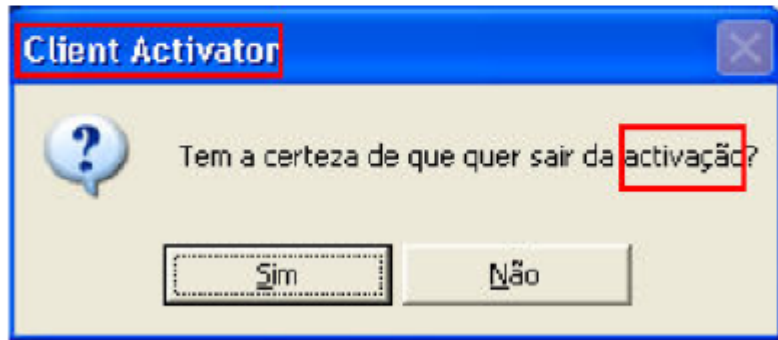 Client Activator
Tem a certeza de que quer sair da activação?
Sim
Não